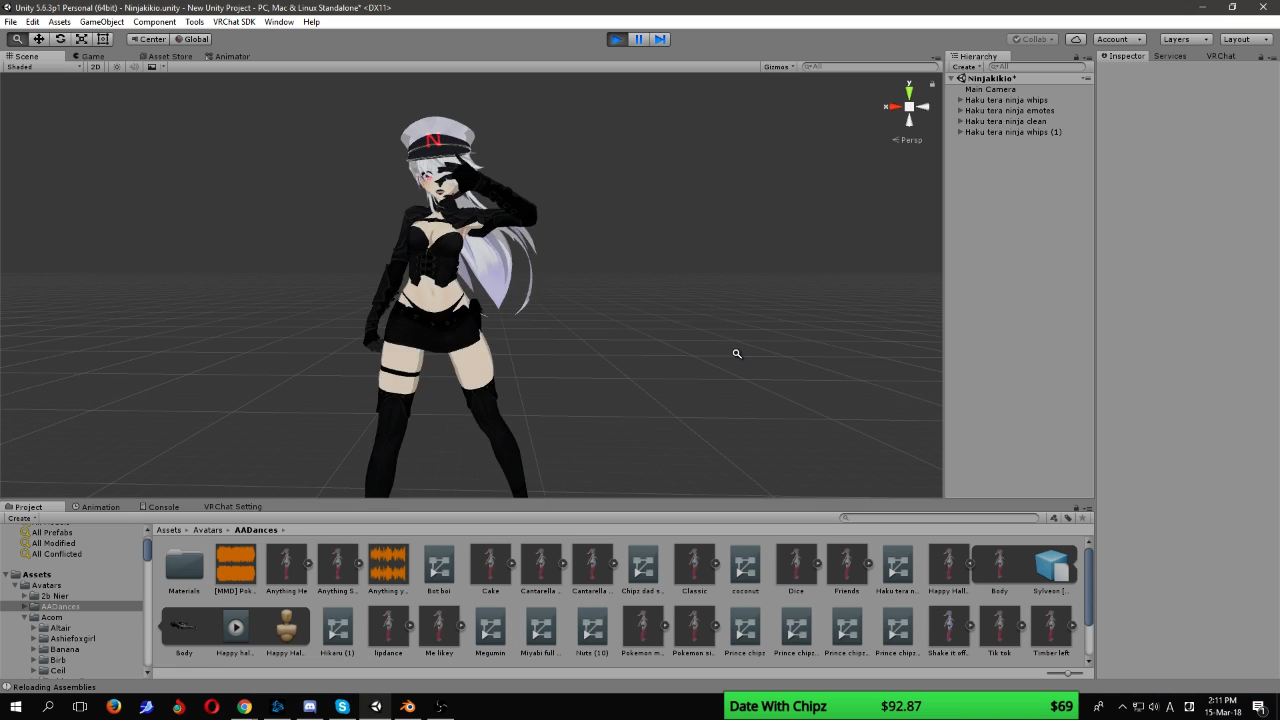 Unity 5.6.3p1 Personal (64bit) - Ninjakikio.unity - New Unity Project - PC, Mac & Linux Standalone* <DX11>
File Edit Assets GameObject Component Tools VRChat SDK Window Help
Center Global Collab Account Layers Layout
Scene Game Asset Store Animator
Shaded 2D Gizmos All
Hierarchy
Create All
Ninjakikio*
Main Camera
Haku tera ninja whips
Haku tera ninja emotes
Haku tera ninja clean
Haku tera ninja whips (1)
Inspector Services VRChat
y
x
Persp
N
Project Animation Console VRChat Setting
Create
All Prefabs
All Modified
All Conflicted
Assets
Avatars
2b Nier
AADances
Acom
Altair
Ashiefoxgirl
Banana
Birb
Ceil
Assets Avatars AADances
Materials [MMD] Pok... Anything He Anything S... Anything y... Bot boi Cake Cantarella ... Cantarella ... Chipz dad s... Classic coconut Dice Friends Haku tera n... Happy Hall... Body Sylveon [...
Body Happy hal... Happy Hal... Hikaru (1) lipdance Me likey Megumin Miyabi full ... Nuts (10) Pokemon m... Pokemon si... Prince chipz Prince chip... Prince chip... Prince chip... Shake it off... Tik tok Timber left
Reloading Assemblies
Date With Chipz $92.87 $69
2:11 PM
15-Mar-18